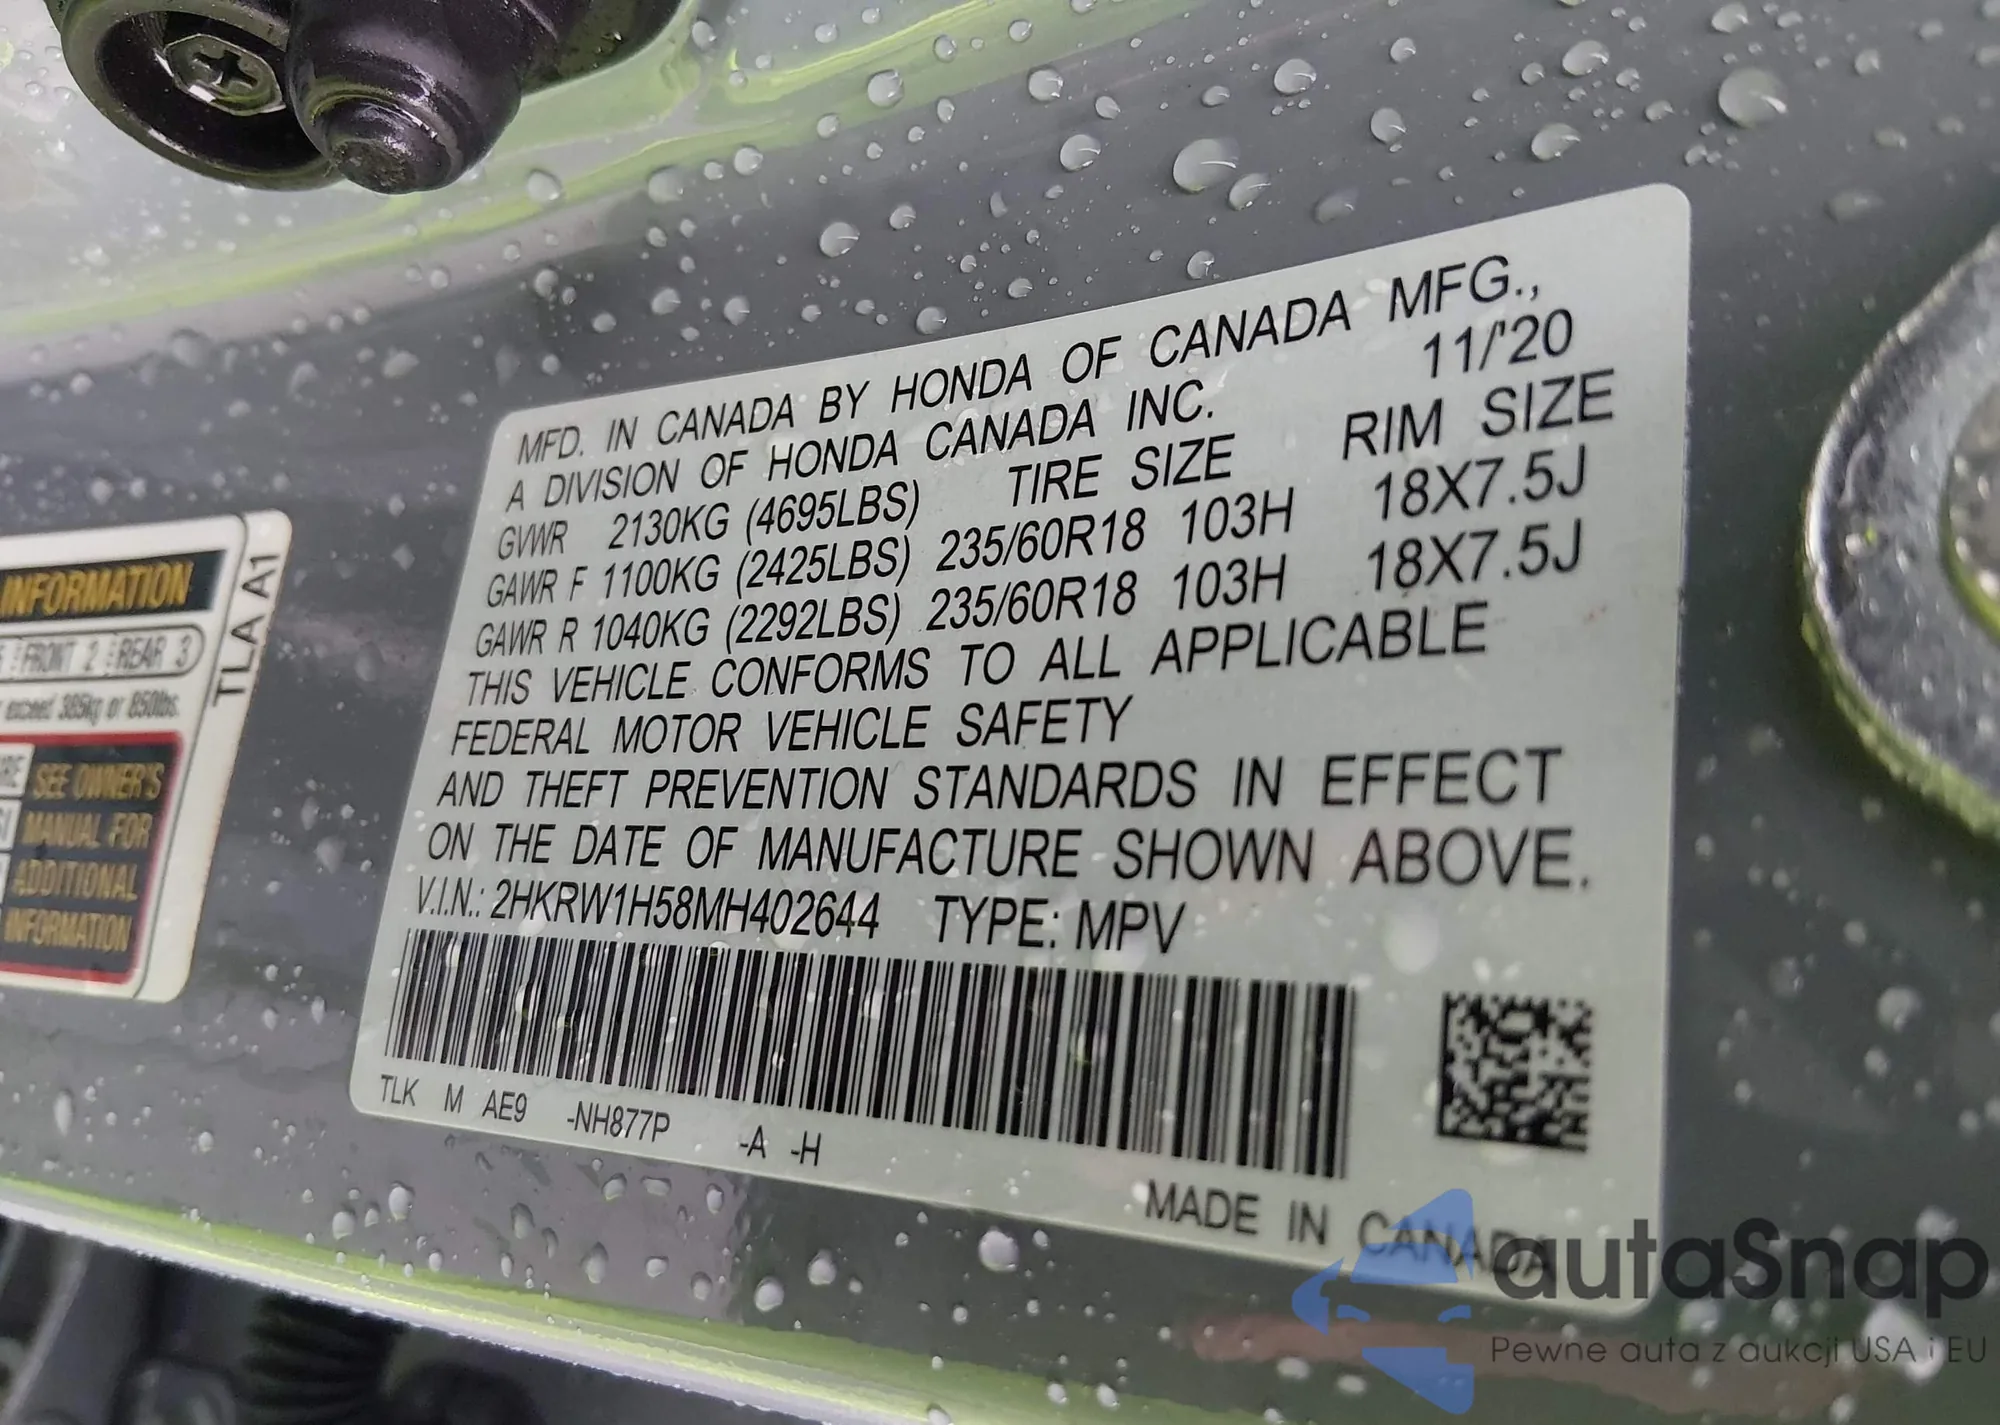 MFD. IN CANADA BY HONDA OF CANADA MFG.,
A DIVISION OF HONDA CANADA INC. 11/'20
GVWR 2130KG (4695LBS) TIRE SIZE RIM SIZE
GAWR F 1100KG (2425LBS) 235/60R18 103H 18X7.5J
GAWR R 1040KG (2292LBS) 235/60R18 103H 18X7.5J
THIS VEHICLE CONFORMS TO ALL APPLICABLE
FEDERAL MOTOR VEHICLE SAFETY
AND THEFT PREVENTION STANDARDS IN EFFECT
ON THE DATE OF MANUFACTURE SHOWN ABOVE.
V.I.N.: 2HKRW1H58MH402644 TYPE: MPV
TLK M AE9 -NH877P -A -H
MADE IN CANADA
INFORMATION
FRONT 2 REAR 3
exceed 385kg or 850lbs.
SEE OWNER'S
MANUAL FOR
ADDITIONAL
INFORMATION
TLA A1
autaSnap
Pewne auta z aukcji USA i EU